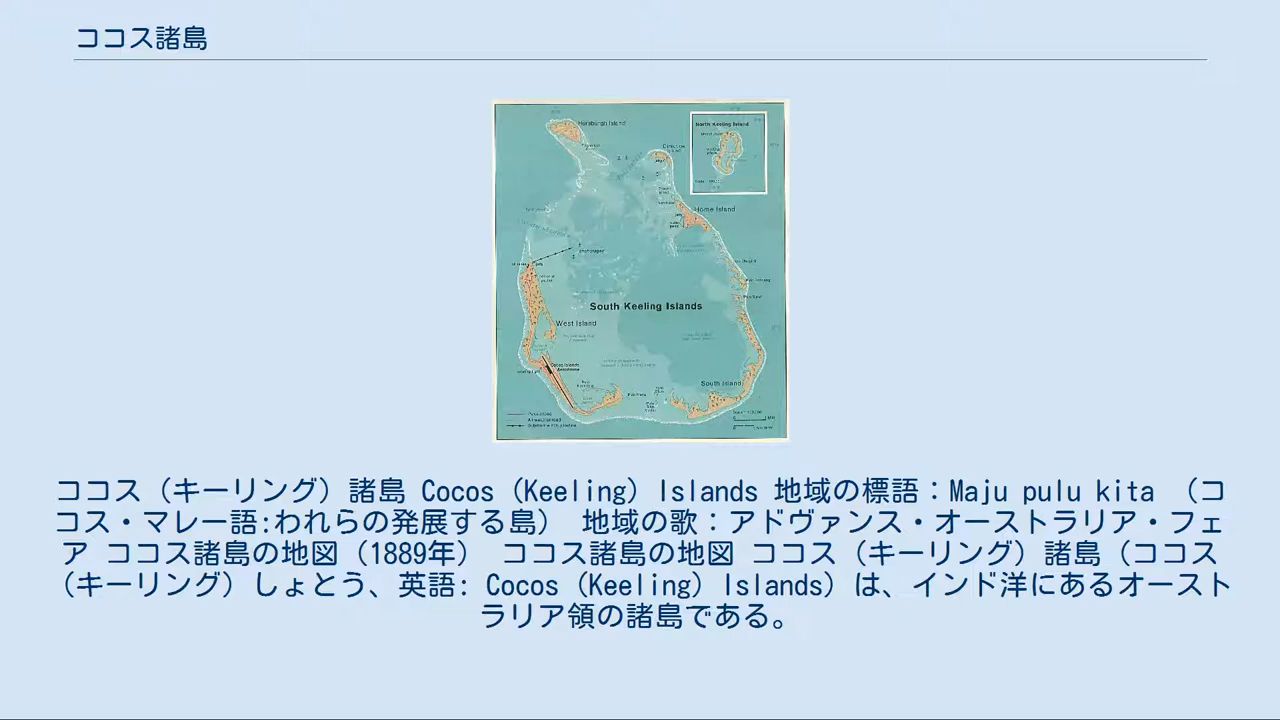 ココス諸島
Horsburgh Island
North Keeling Island
Home Island
South Keeling Islands
West Island
Cocos Islands
Aerodrome
South Island
ココス（キーリング）諸島 Cocos (Keeling) Islands 地域の標語：Maju pulu kita （コ
コス・マレー語:われらの発展する島） 地域の歌：アドヴァンス・オーストラリア・フェ
ア ココス諸島の地図（1889年） ココス諸島の地図 ココス（キーリング）諸島（ココス
（キーリング）しょとう、英語: Cocos (Keeling) Islands）は、インド洋にあるオースト
ラリア領の諸島である。